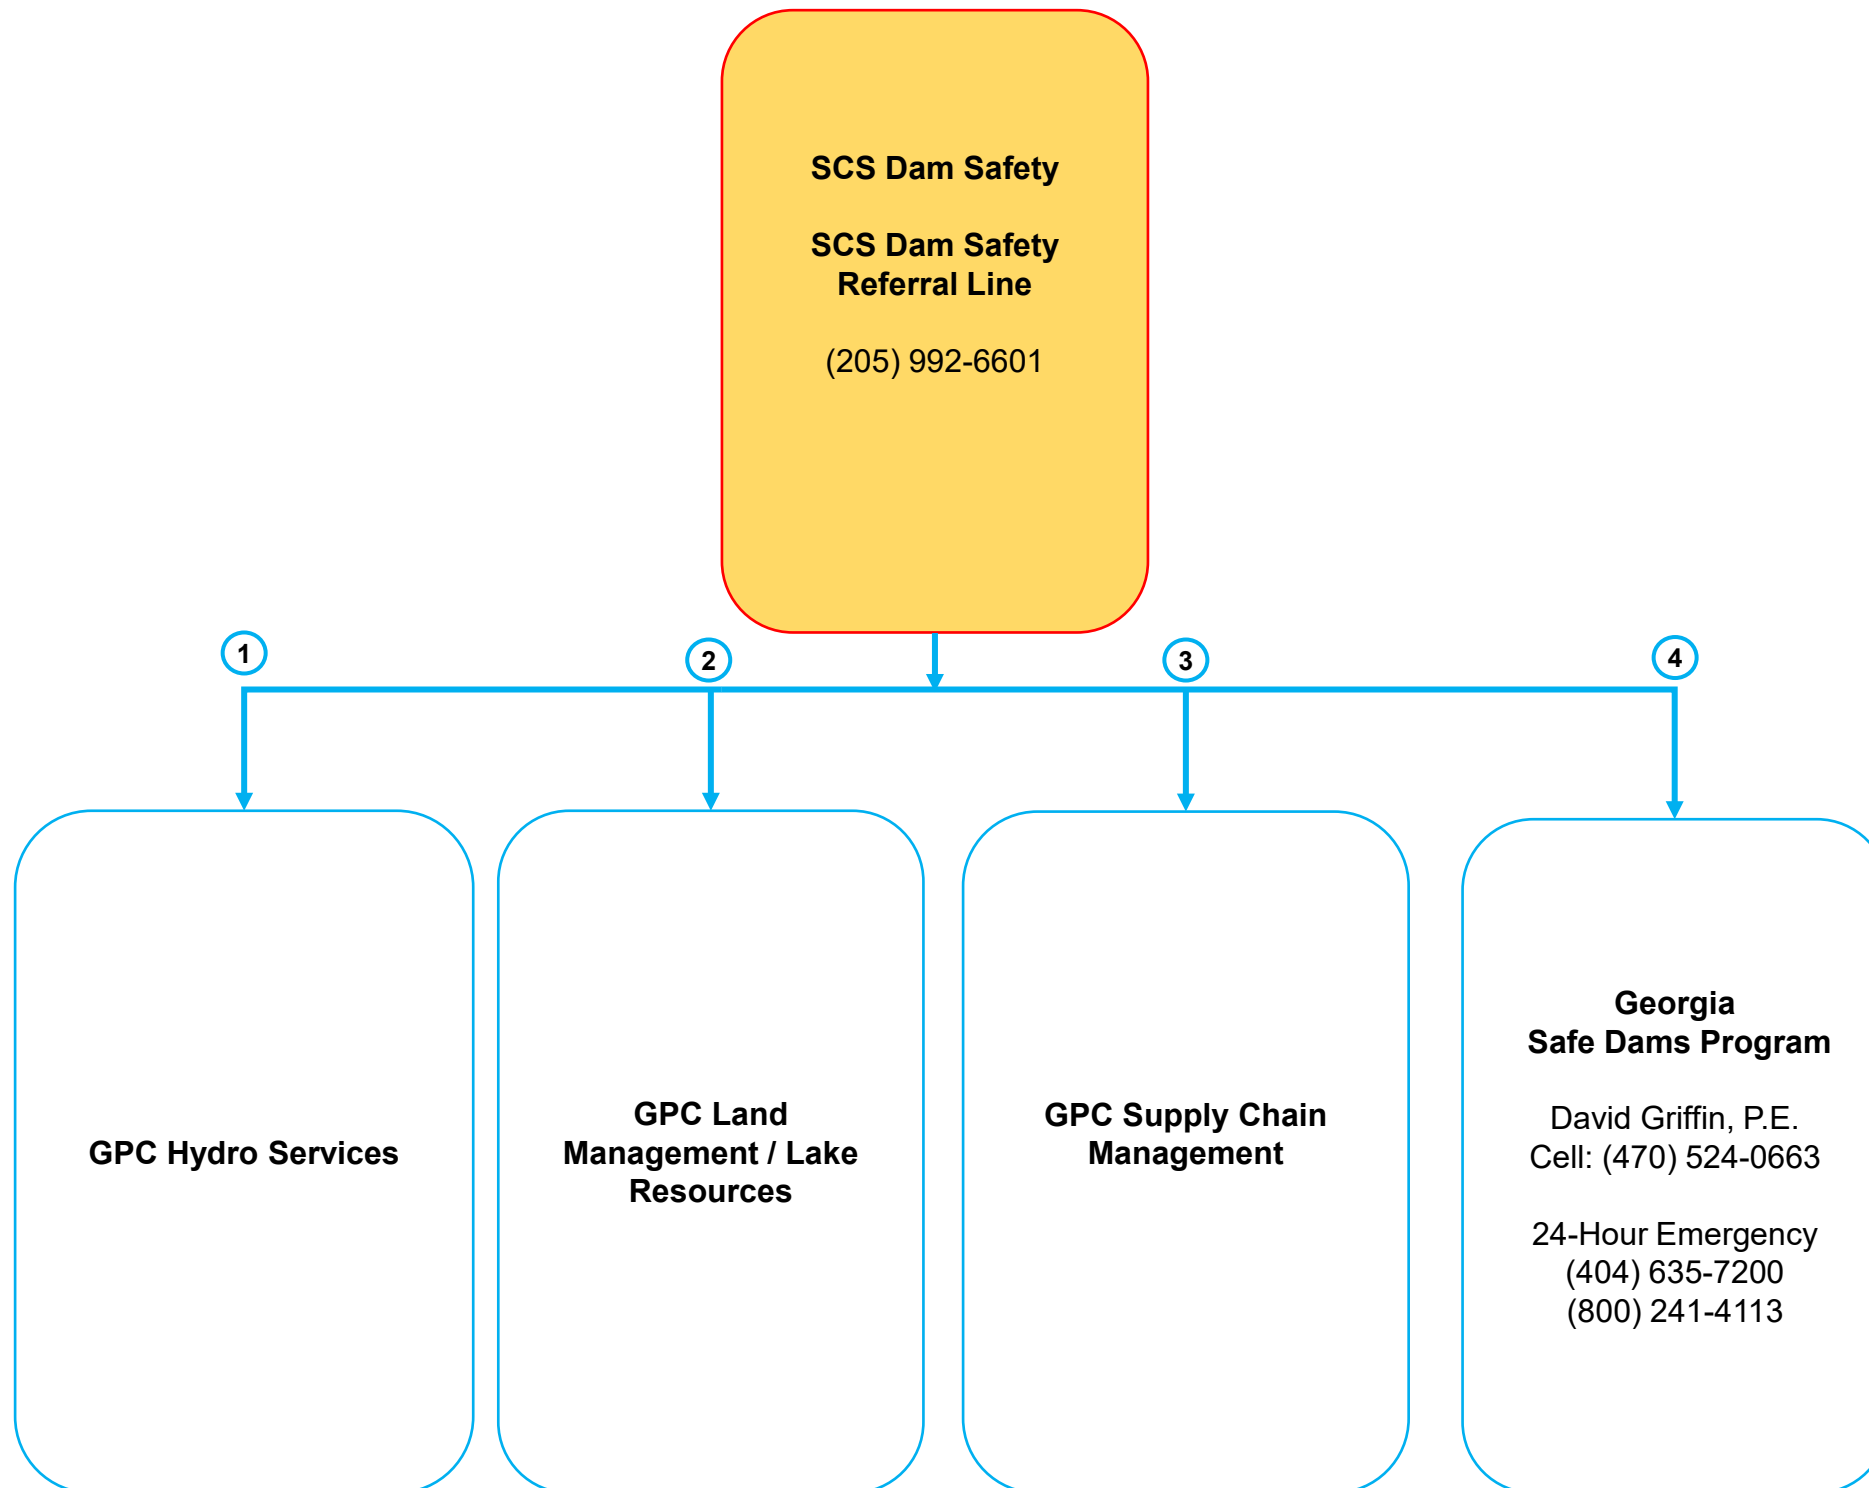 SCS Dam Safety
SCS Dam Safety
Referral Line
(205) 992-6601
1
2
3
4
GPC Hydro Services
GPC Land
Management / Lake
Resources
GPC Supply Chain
Management
Georgia
Safe Dams Program
David Griffin, P.E.
Cell: (470) 524-0663
24-Hour Emergency
(404) 635-7200
(800) 241-4113